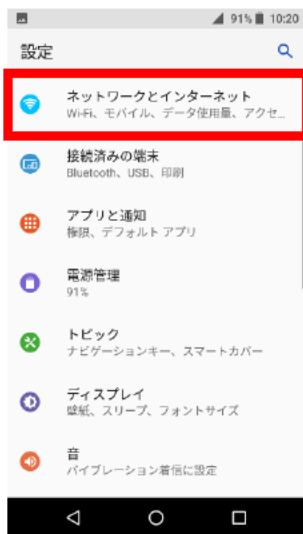 91% 10:20
設定
ネットワークとインターネット
Wi-Fi、モバイル、データ使用量、アクセ...
接続済みの端末
Bluetooth、USB、印刷
アプリと通知
権限、デフォルト アプリ
電源管理
91%
トピック
ナビゲーションキー、スマートカバー
ディスプレイ
壁紙、スリープ、フォントサイズ
音
バイブレーション着信に設定